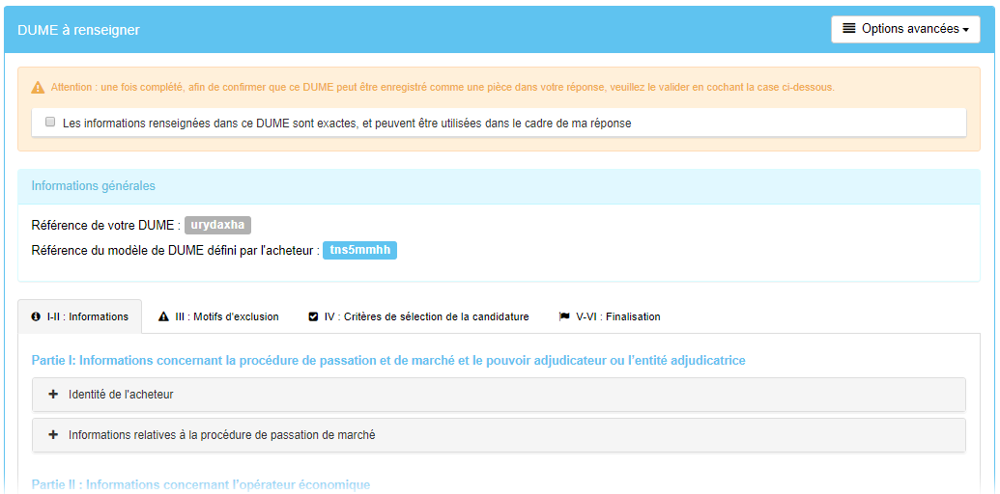 DUME à renseigner
Options avancées
Attention : une fois complété, afin de confirmer que ce DUME peut être enregistré comme une pièce dans votre réponse, veuillez le valider en cochant la case ci-dessous.
Les informations renseignées dans ce DUME sont exactes, et peuvent être utilisées dans le cadre de ma réponse
Informations générales
Référence de votre DUME : urydaxha
Référence du modèle de DUME défini par l'acheteur : tns5mmhh
I-II : Informations
III : Motifs d'exclusion
IV : Critères de sélection de la candidature
V-VI : Finalisation
Partie I: Informations concernant la procédure de passation et de marché et le pouvoir adjudicateur ou l'entité adjudicatrice
Identité de l'acheteur
Informations relatives à la procédure de passation de marché
Partie II : Informations concernant l'opérateur économique